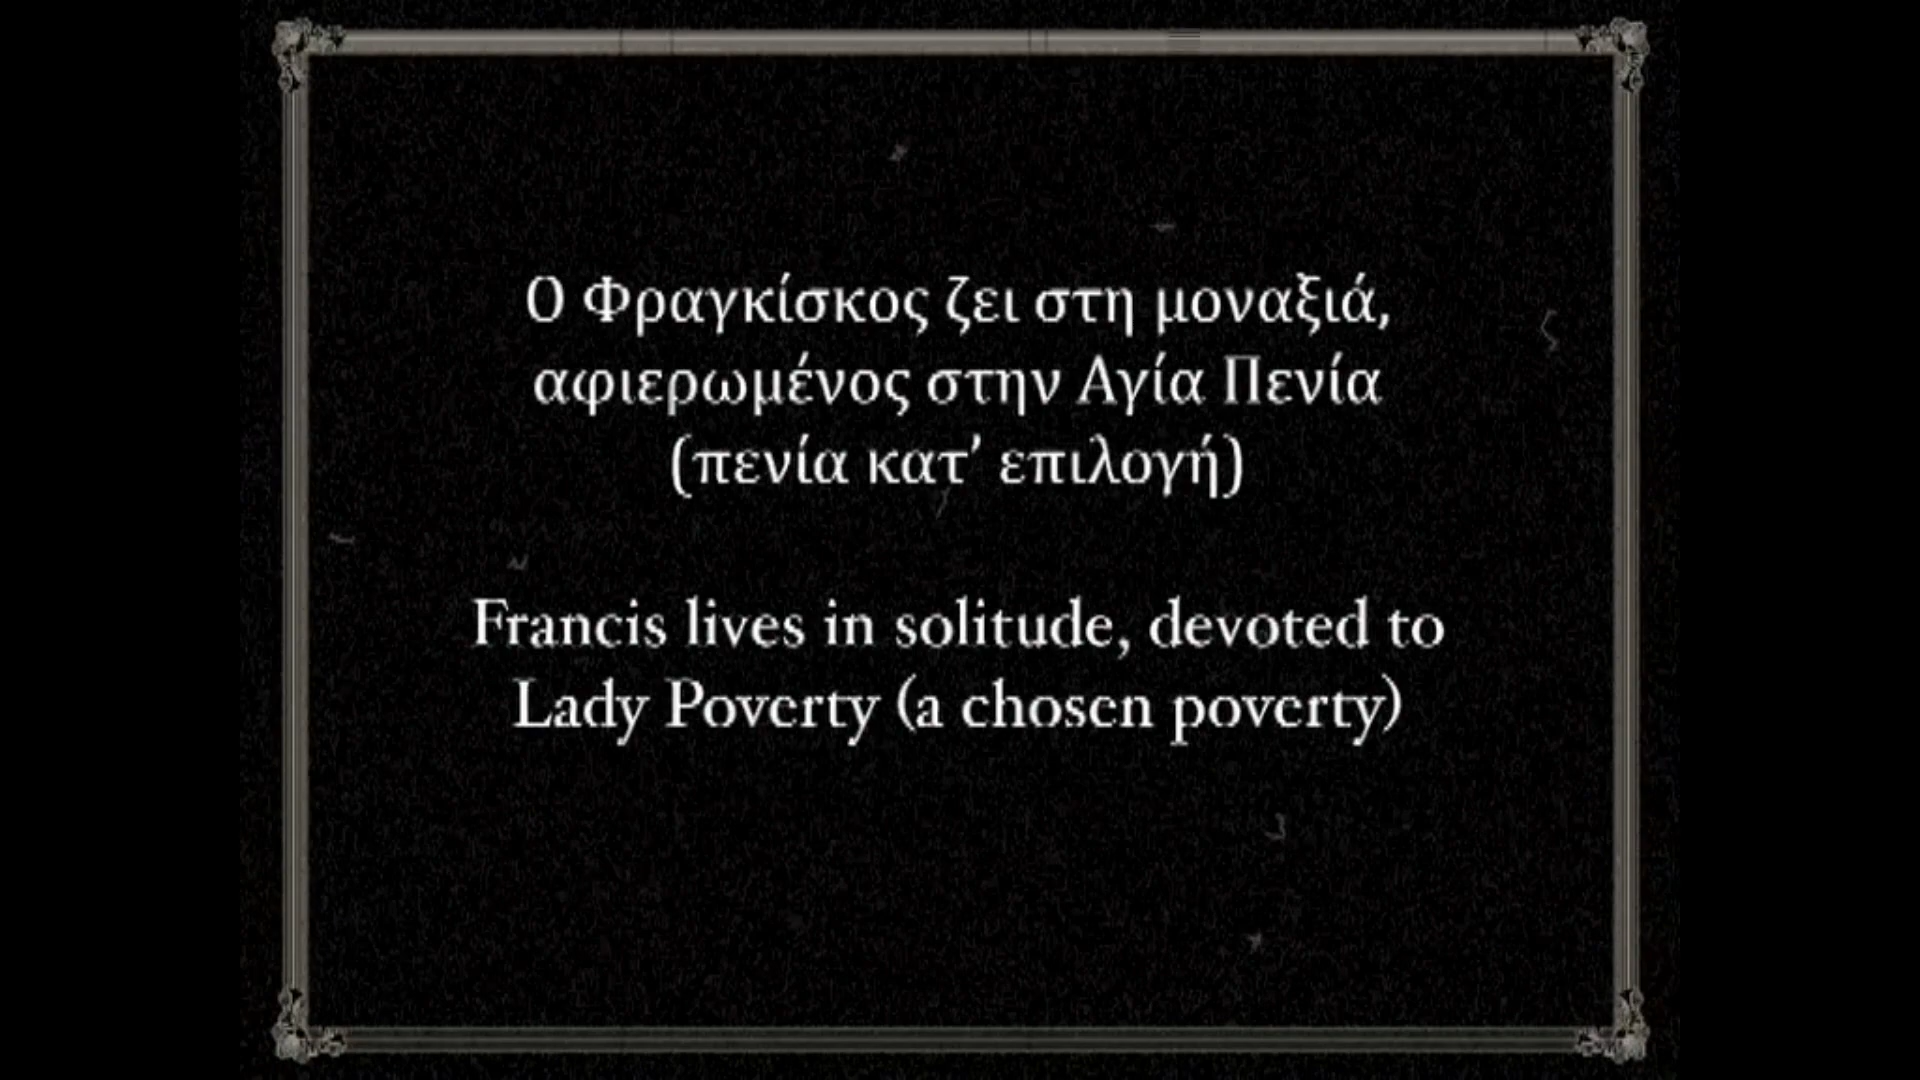 Ο Φραγκίσκος ζει στη μοναξιά,
αφιερωμένος στην Αγία Πενία
(πενία κατ’ επιλογή)
Francis lives in solitude, devoted to
Lady Poverty (a chosen poverty)